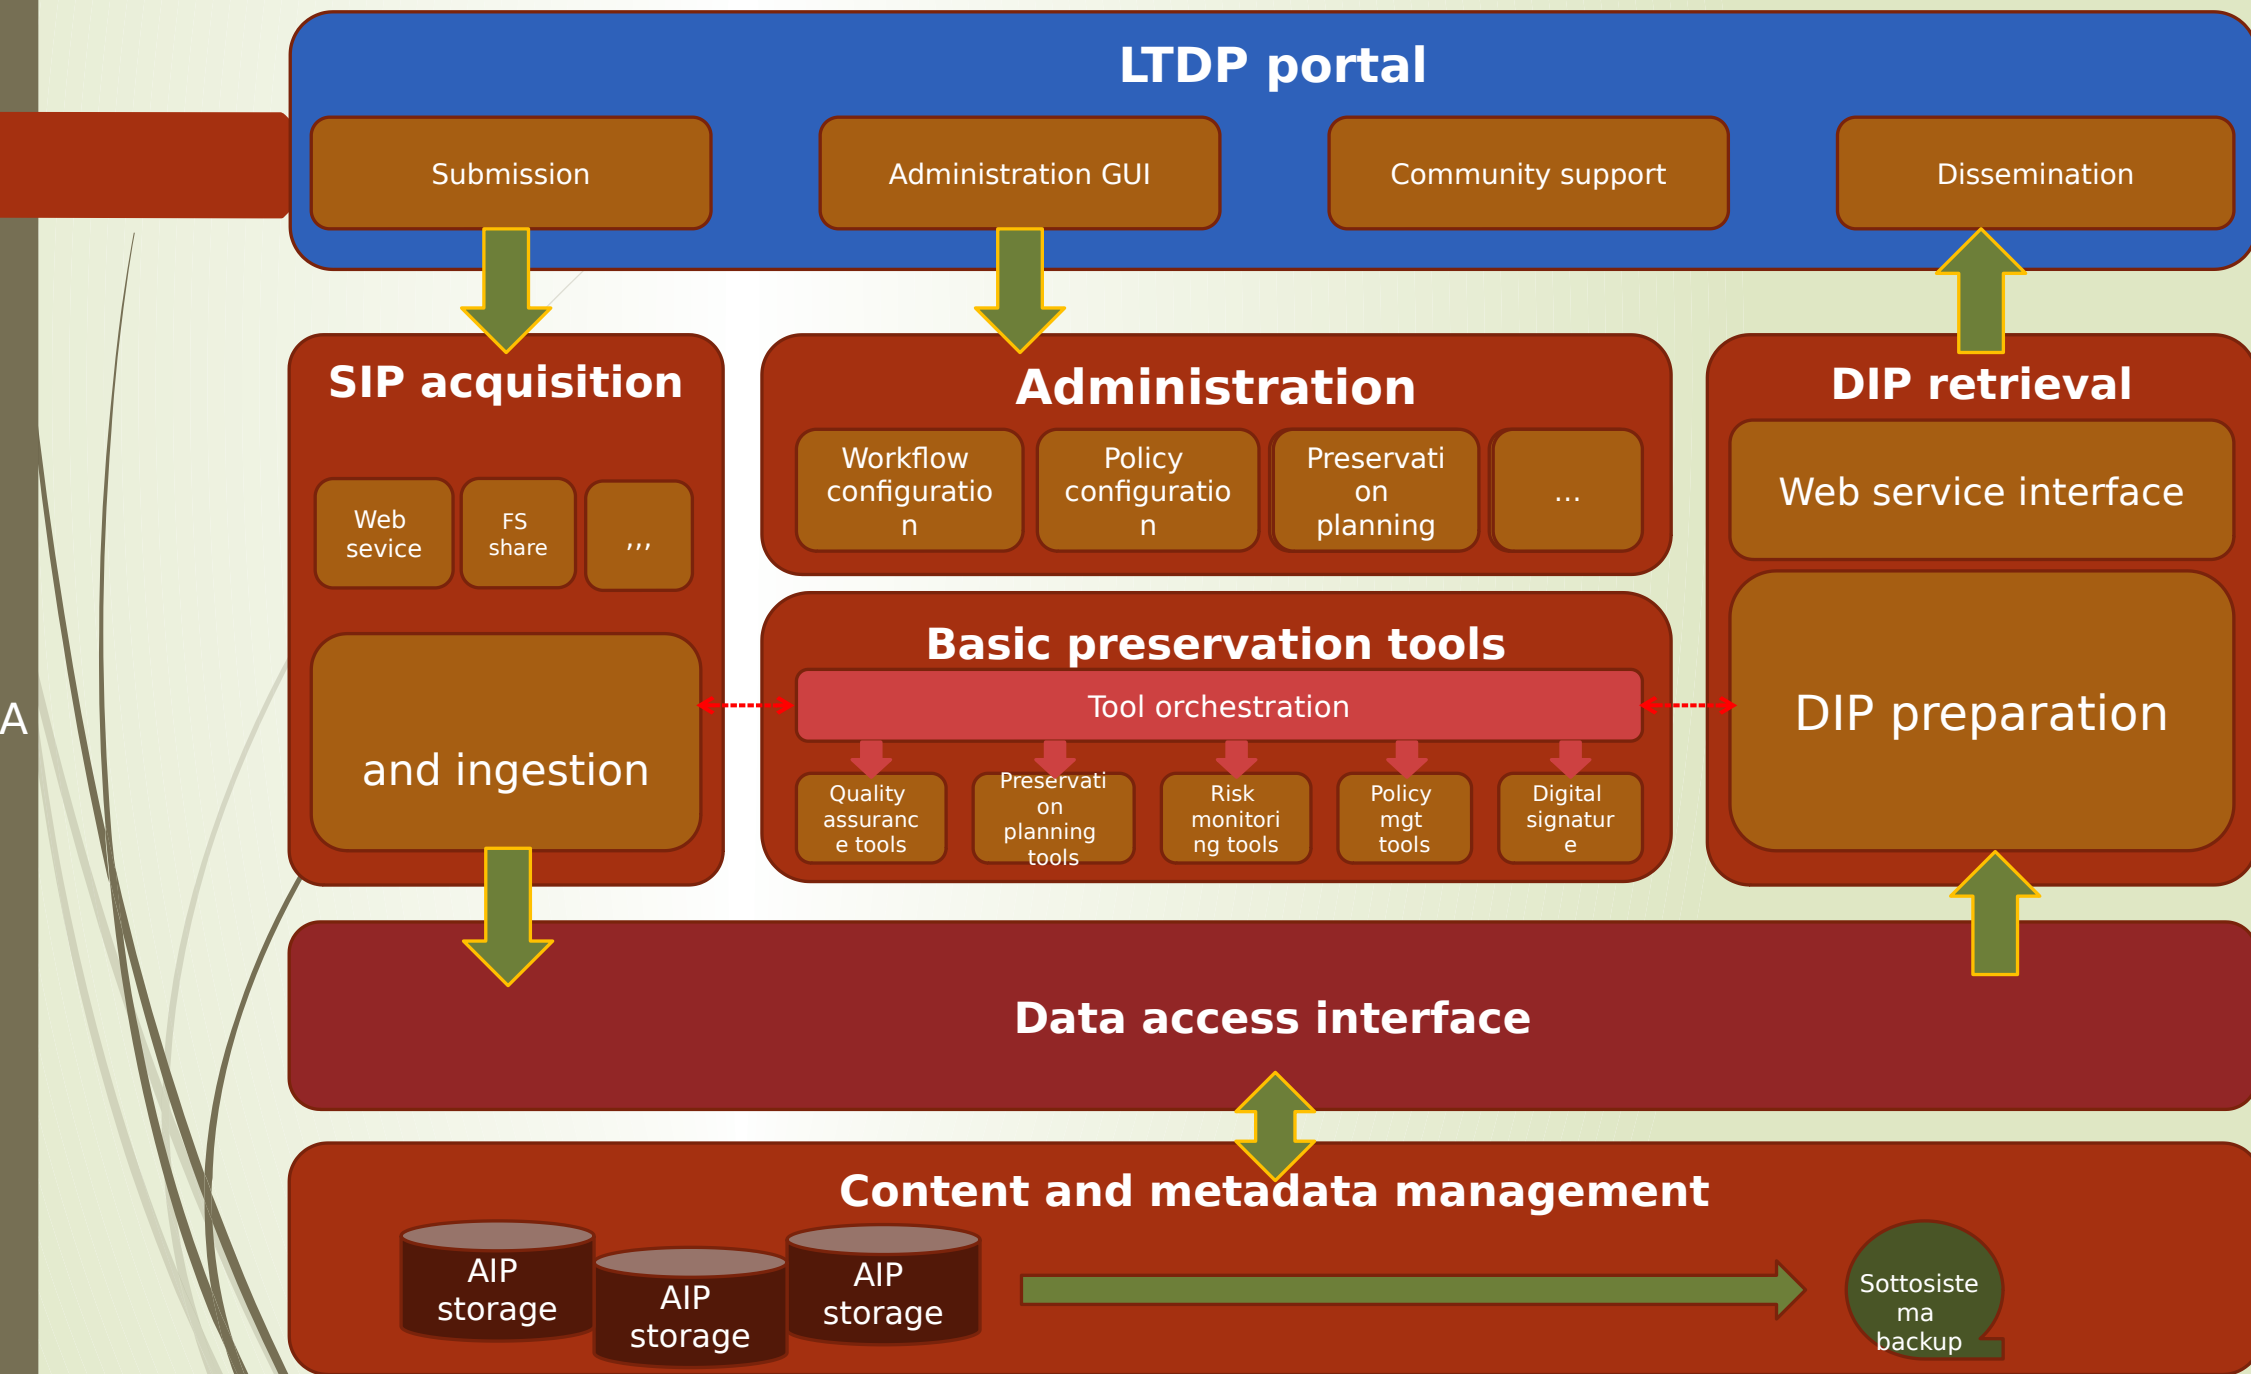 LTDP portal
Submission
Administration GUI
Community support
Dissemination
SIP acquisition
Web
sevice
FS
share
,,,
and ingestion
Administration
Workflow
configuratio
n
Policy
configuratio
n
Preservati
on
planning
...
Basic preservation tools
Tool orchestration
Quality
assuranc
e tools
Preservati
on
planning
tools
Risk
monitori
ng tools
Policy
mgt
tools
Digital
signatur
e
DIP retrieval
Web service interface
DIP preparation
A
Data access interface
Content and metadata management
AIP
storage
AIP
storage
AIP
storage
Sottosiste
ma
backup